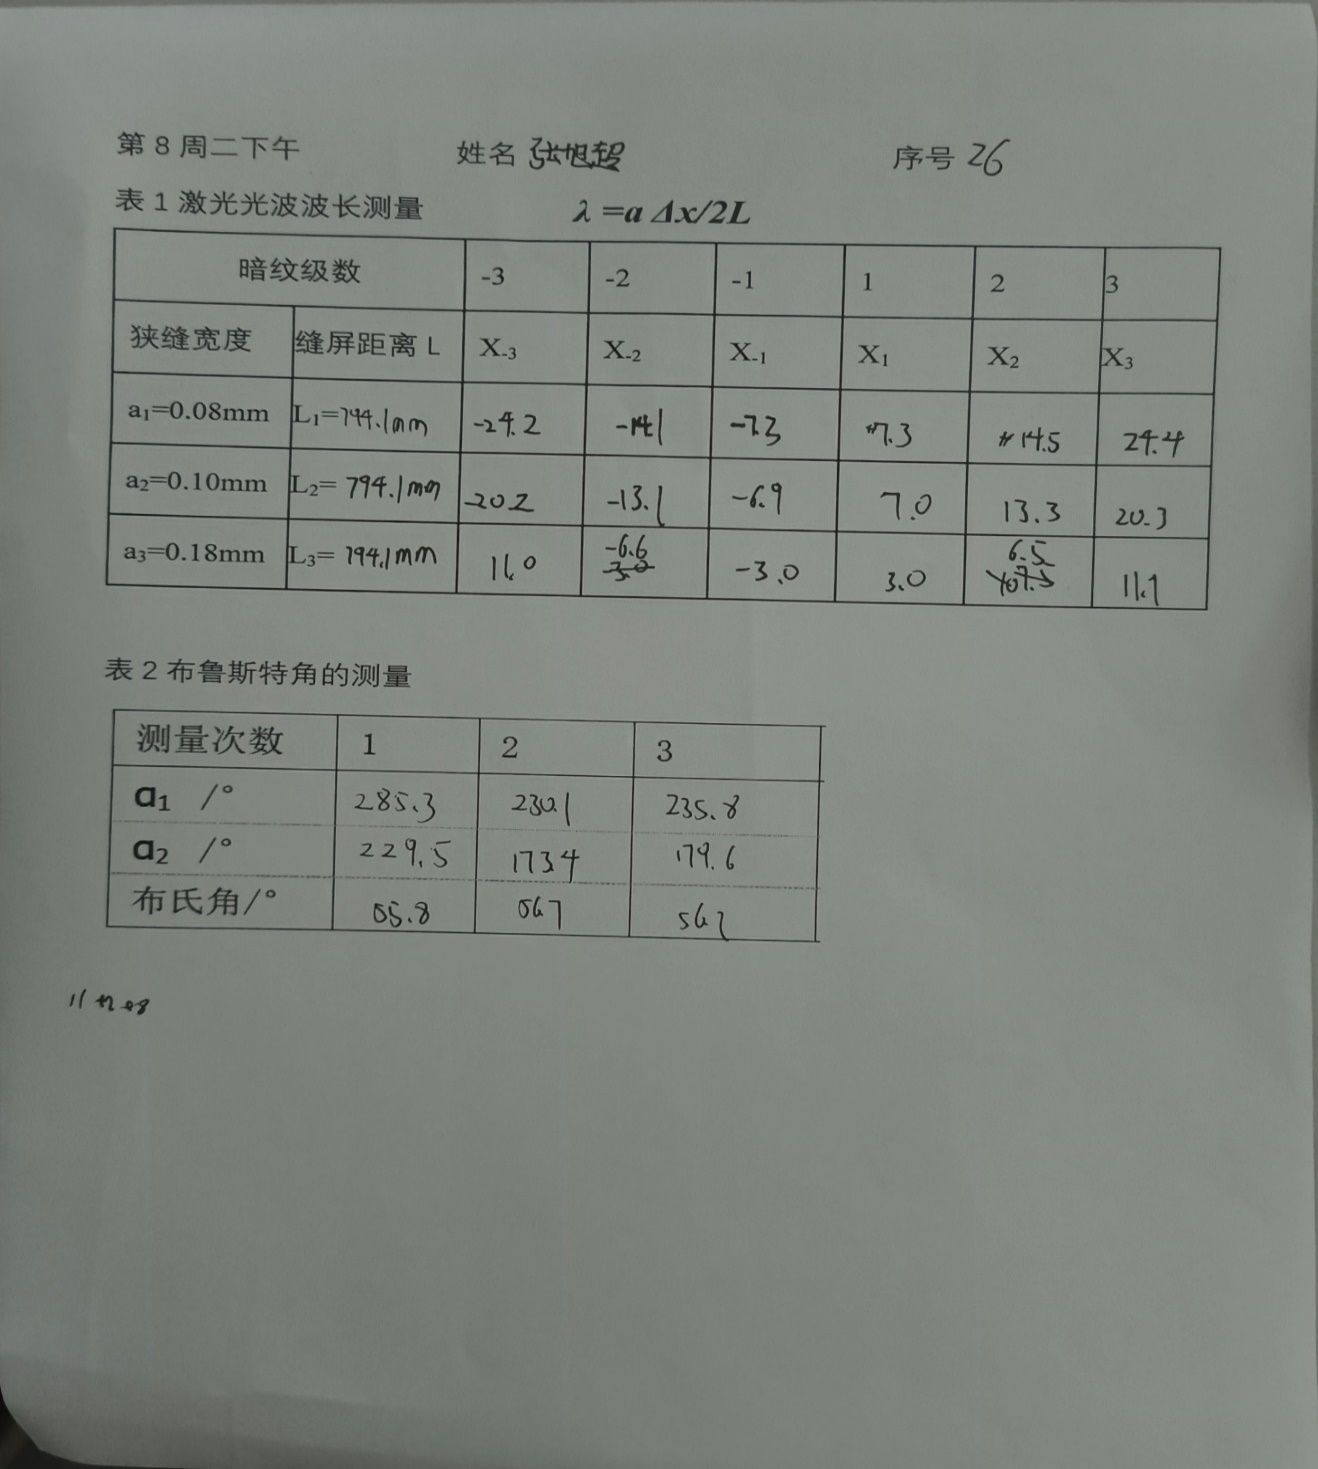 第 8 周二下午 姓名 张旭超 序号 26
表 1 激光光波波长测量 λ =a Δx/2L
暗纹级数 -3 -2 -1 1 2 3
狭缝宽度 缝屏距离 L X-3 X-2 X-1 X1 X2 X3
a1=0.08mm L1=794.1mm -24.2 -14.1 -7.3 7.3 14.5 24.4
a2=0.10mm L2= 794.1mm -20.2 -13.1 -6.9 7.0 13.3 20.3
a3=0.18mm L3= 794.1mm 11.0 -6.6 -3.0 3.0 6.5 11.1
表 2 布鲁斯特角的测量
测量次数 1 2 3
a1 /° 285.3 230.1 235.8
a2 /° 229.5 173.4 179.6
布氏角/° 55.8 56.7 56.2